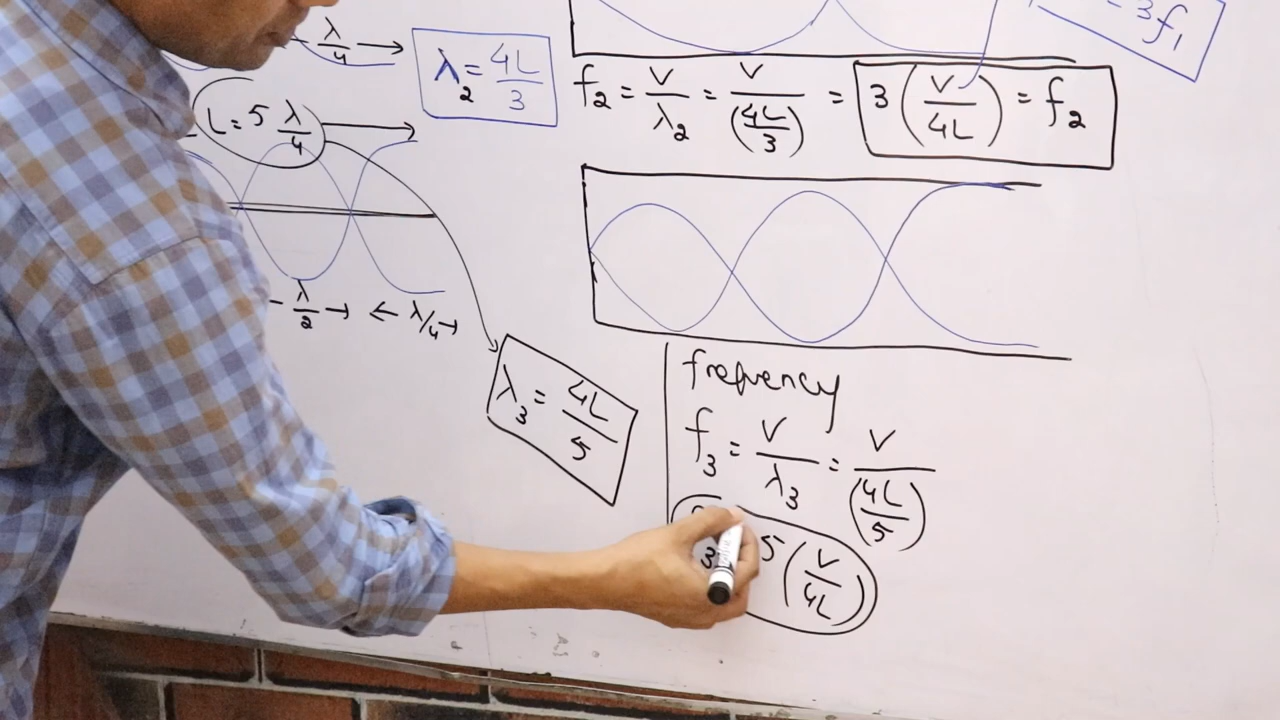 λ/4 →
λ₂ = 4L/3
= 3f₁
f₂ = v/λ₂ = v/(4L/3) = 3(v/4L) = f₂
L = 5 λ/4 →
λ/2 → ← λ/4 →
λ₃ = 4L/5
frequency
f₃ = v/λ₃ = v/(4L/5)
3 5(v/4L)